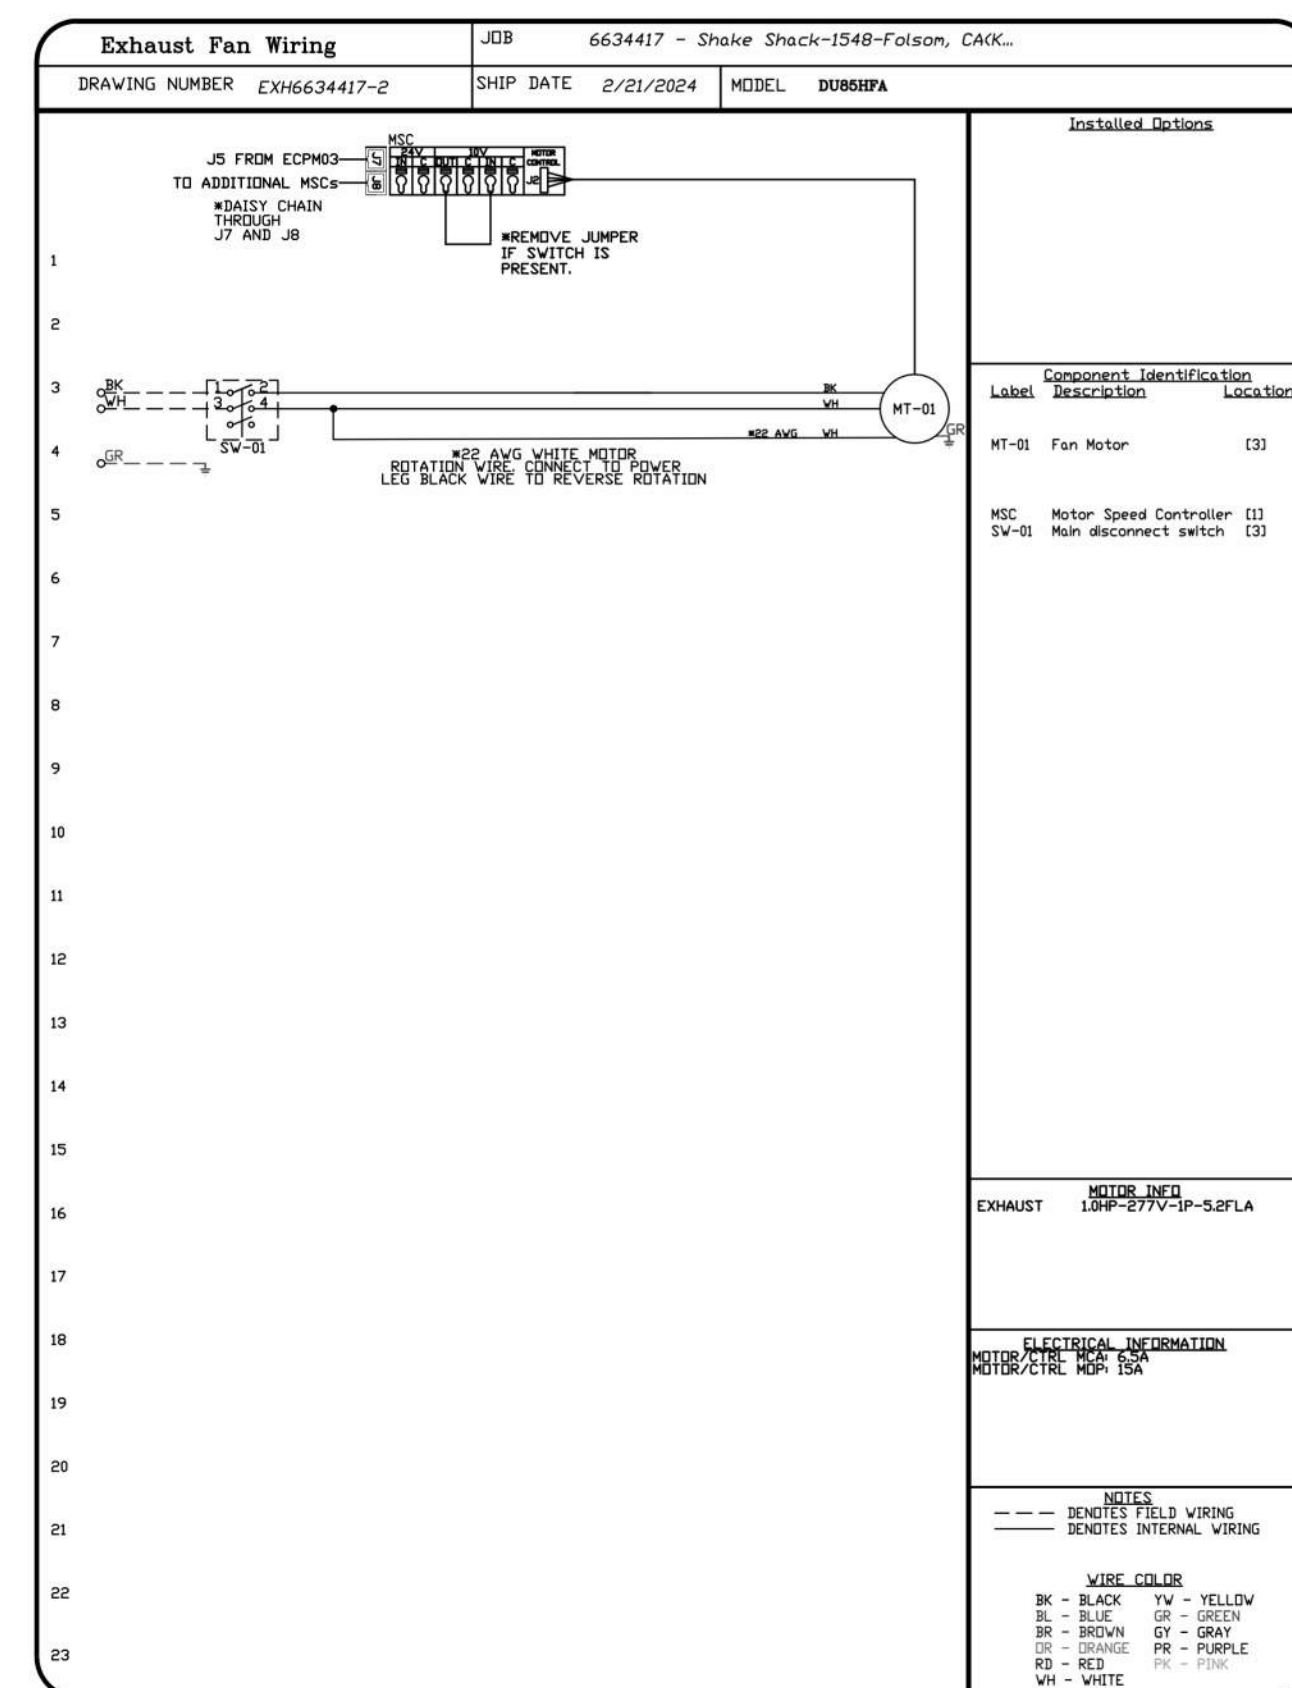 Exhaust Fan Wiring
JOB 6634417 - Shake Shack-1548-Folsom, CA(K...
DRAWING NUMBER EXH6634417-2
SHIP DATE 2/21/2024
MODEL DU85HFA
MSC
24V 10V MOTOR
IN C OUT C IN C CONTROL
J5 FROM ECPM03 J7
TO ADDITIONAL MSCs J8
J2
*DAISY CHAIN
THROUGH
J7 AND J8
*REMOVE JUMPER
IF SWITCH IS
PRESENT.
1
2
3
4
5
6
7
8
9
10
11
12
13
14
15
16
17
18
19
20
21
22
23
BK 1 2 BK
WH 3 4 WH
MT-01
*22 AWG WH
GR
GR
SW-01
*22 AWG WHITE MOTOR
ROTATION WIRE. CONNECT TO POWER
LEG BLACK WIRE TO REVERSE ROTATION
Installed Options
Component Identification
Label Description Location
MT-01 Fan Motor [3]
MSC Motor Speed Controller [1]
SW-01 Main disconnect switch [3]
MOTOR INFO
EXHAUST 1.0HP-277V-1P-5.2FLA
ELECTRICAL INFORMATION
MOTOR/CTRL MCA: 6.5A
MOTOR/CTRL MOP: 15A
NOTES
DENOTES FIELD WIRING
DENOTES INTERNAL WIRING
WIRE COLOR
BK - BLACK YW - YELLOW
BL - BLUE GR - GREEN
BR - BROWN GY - GRAY
OR - ORANGE PR - PURPLE
RD - RED PK - PINK
WH - WHITE